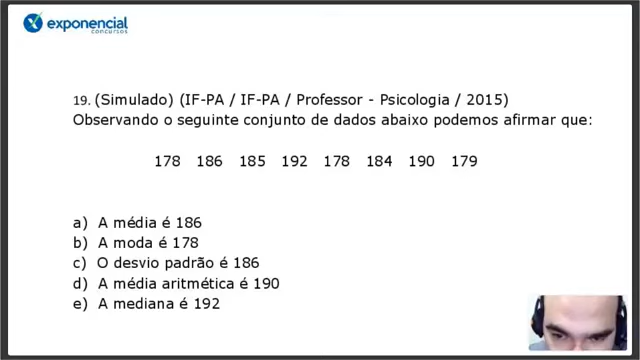 exponencial
concursos
19. (Simulado) (IF-PA / IF-PA / Professor - Psicologia / 2015)
Observando o seguinte conjunto de dados abaixo podemos afirmar que:
178 186 185 192 178 184 190 179
a) A média é 186
b) A moda é 178
c) O desvio padrão é 186
d) A média aritmética é 190
e) A mediana é 192